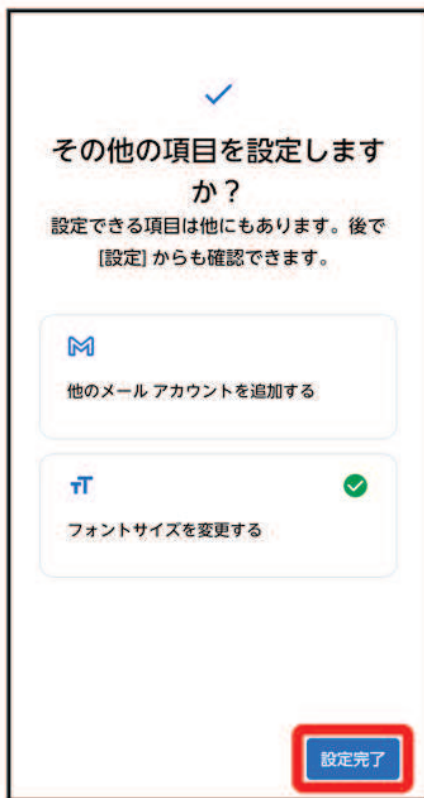 その他の項目を設定します
か？
設定できる項目は他にもあります。後で
[設定] からも確認できます。
他のメール アカウントを追加する
フォントサイズを変更する
設定完了